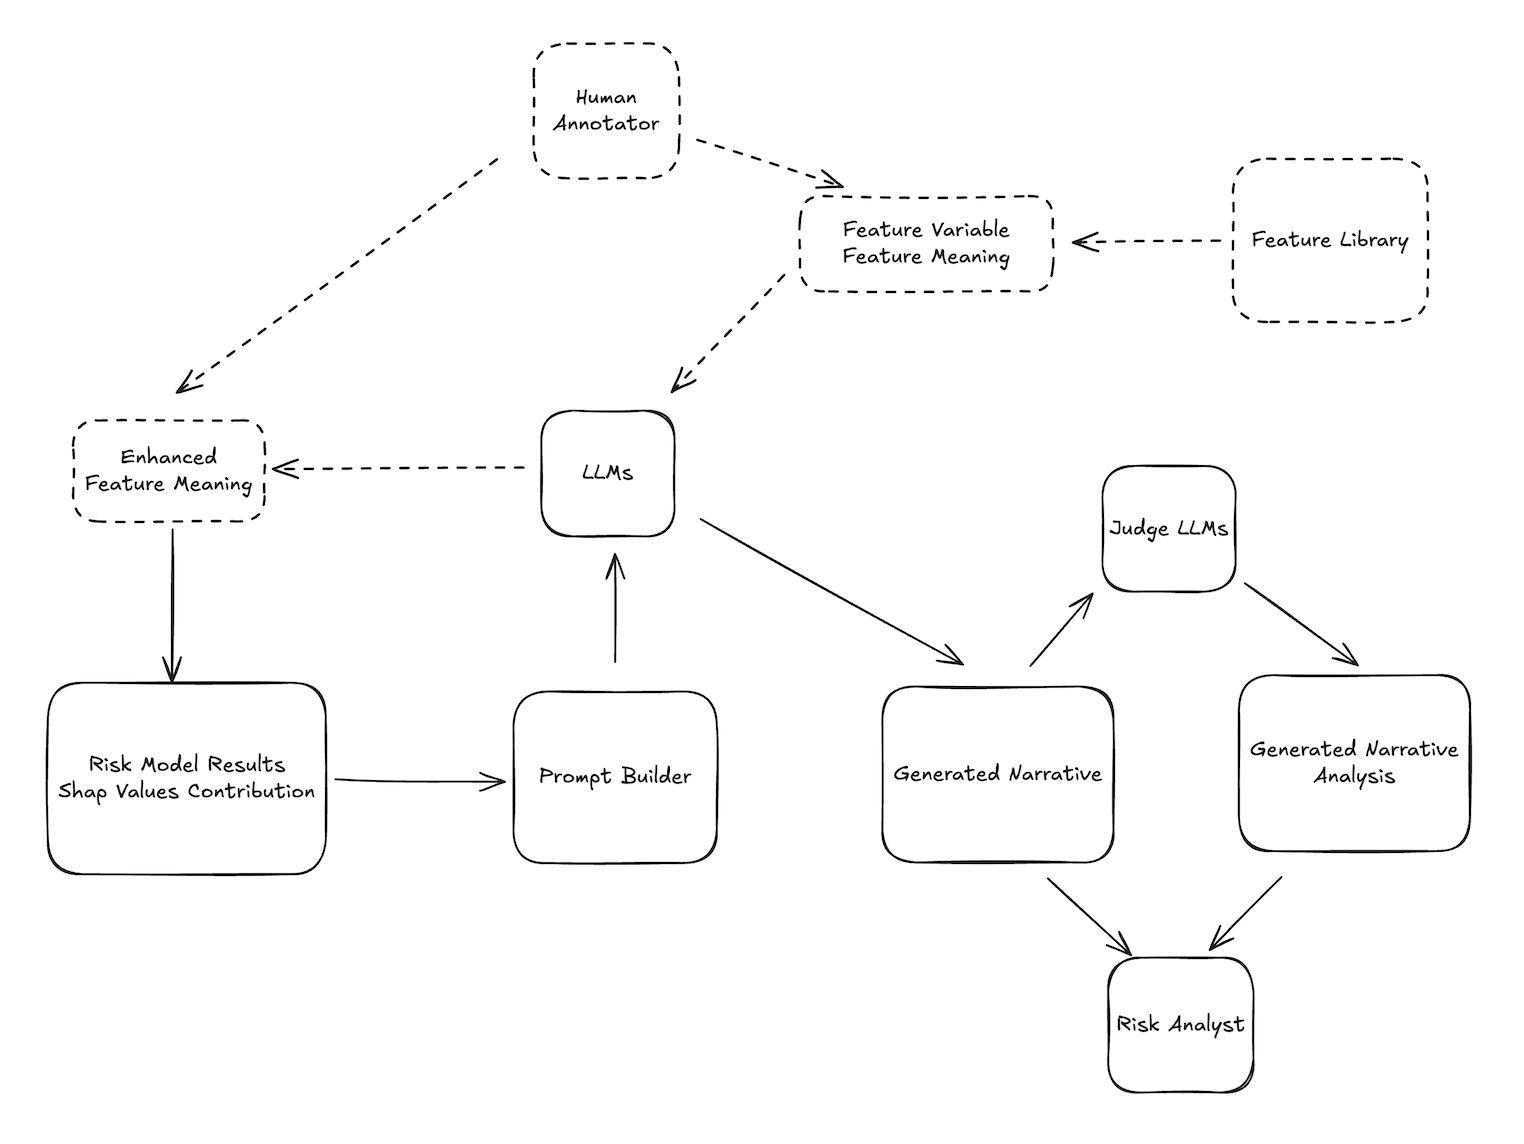 Human
Annotator
Feature Variable
Feature Meaning
Feature Library
Enhanced
Feature Meaning
LLMs
Judge LLMs
Risk Model Results
Shap Values Contribution
Prompt Builder
Generated Narrative
Generated Narrative
Analysis
Risk Analyst